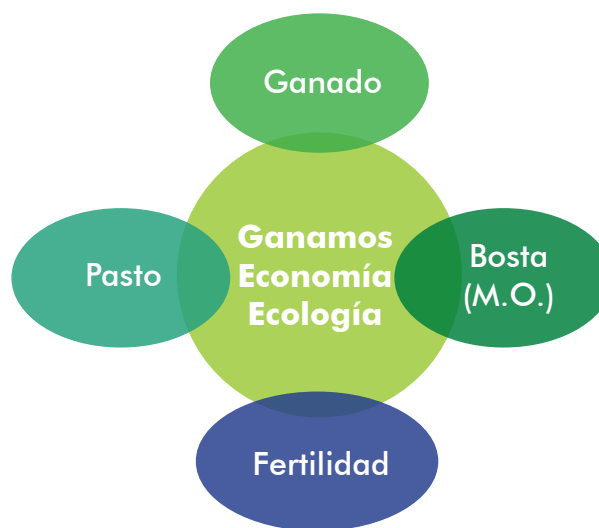 Ganado
Pasto
Ganamos
Economía
Ecología
Bosta
(M.O.)
Fertilidad